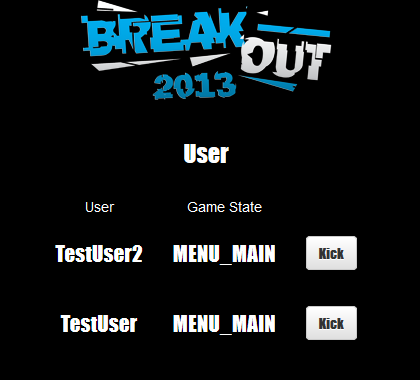 BREAK
OUT
2013
User
User Game State
TestUser2 MENU_MAIN Kick
TestUser MENU_MAIN Kick